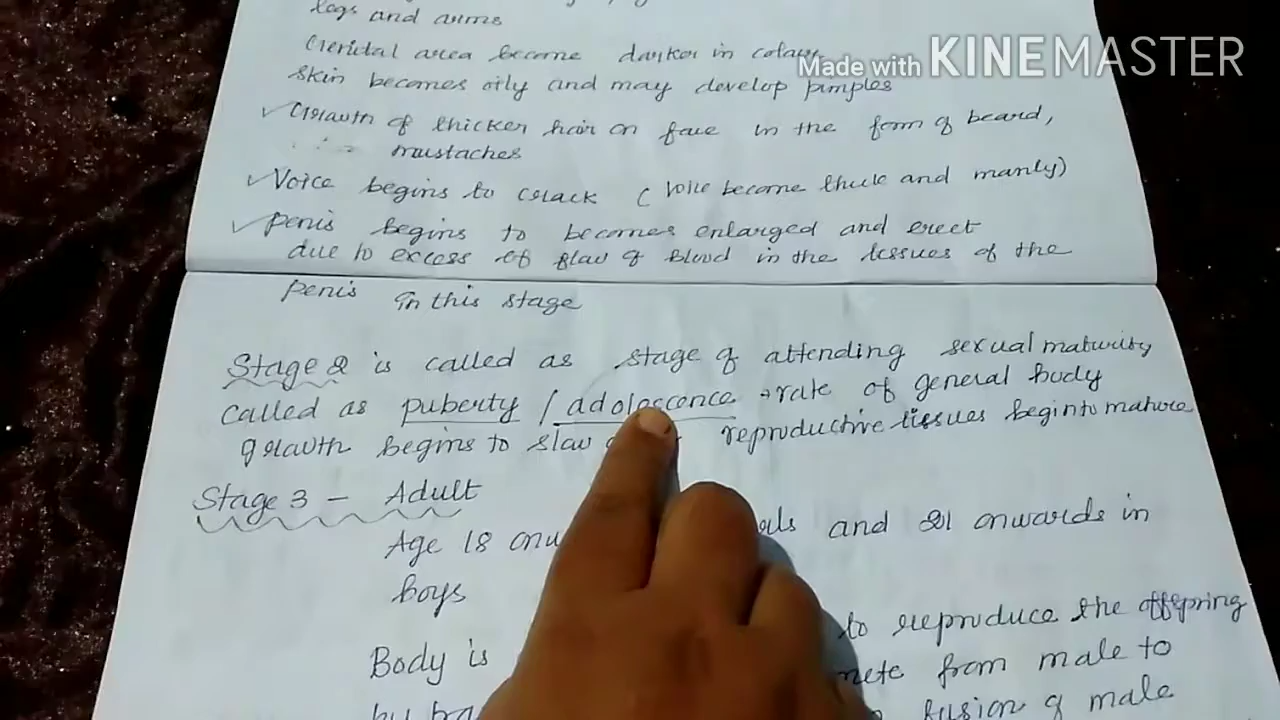 legs and arms
Genital area become darker in colour
Made with KINEMASTER
skin becomes oily and may develop pimples
Growth of thicker hair on face in the form of beard,
mustaches
Voice begins to crack ( Voice become thick and manly)
penis begins to becomes enlarged and erect
due to excess of flow of blood in the tissues of the
penis In this stage
Stage 2 is called as stage of attending sexual maturity
called as puberty / adolescence → rate of general body
growth begins to slow reproductive tissues begin to mature
Stage 3 - Adult
Age 18 and 21 onwards in
boys
Body is to reproduce the offspring
from male to
fusion of male